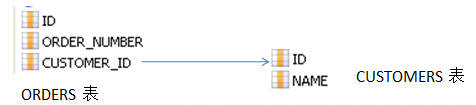 ID
ORDER_NUMBER
CUSTOMER_ID
ORDERS 表
ID
NAME
CUSTOMERS 表